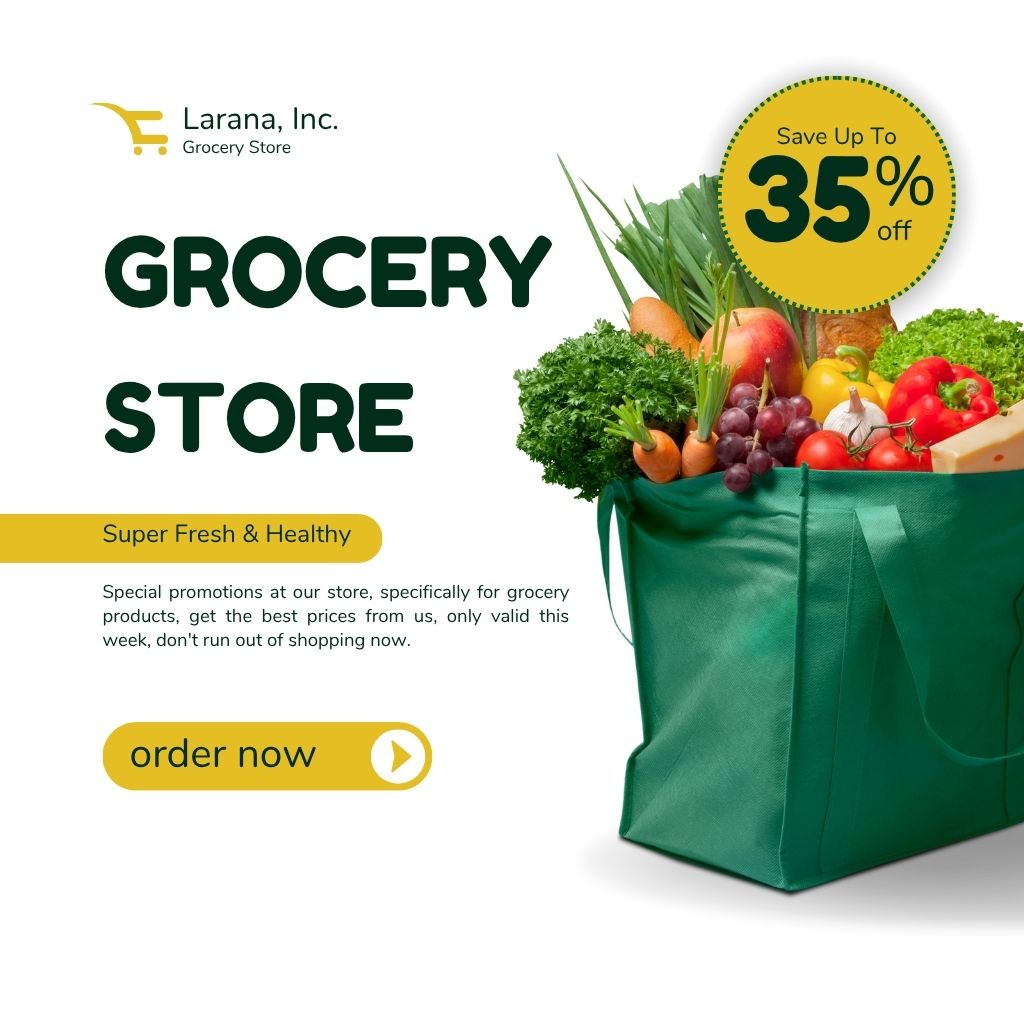 Larana, Inc.
Grocery Store
Save Up To
35%
off
GROCERY
STORE
Super Fresh & Healthy
Special promotions at our store, specifically for grocery
products, get the best prices from us, only valid this
week, don't run out of shopping now.
order now